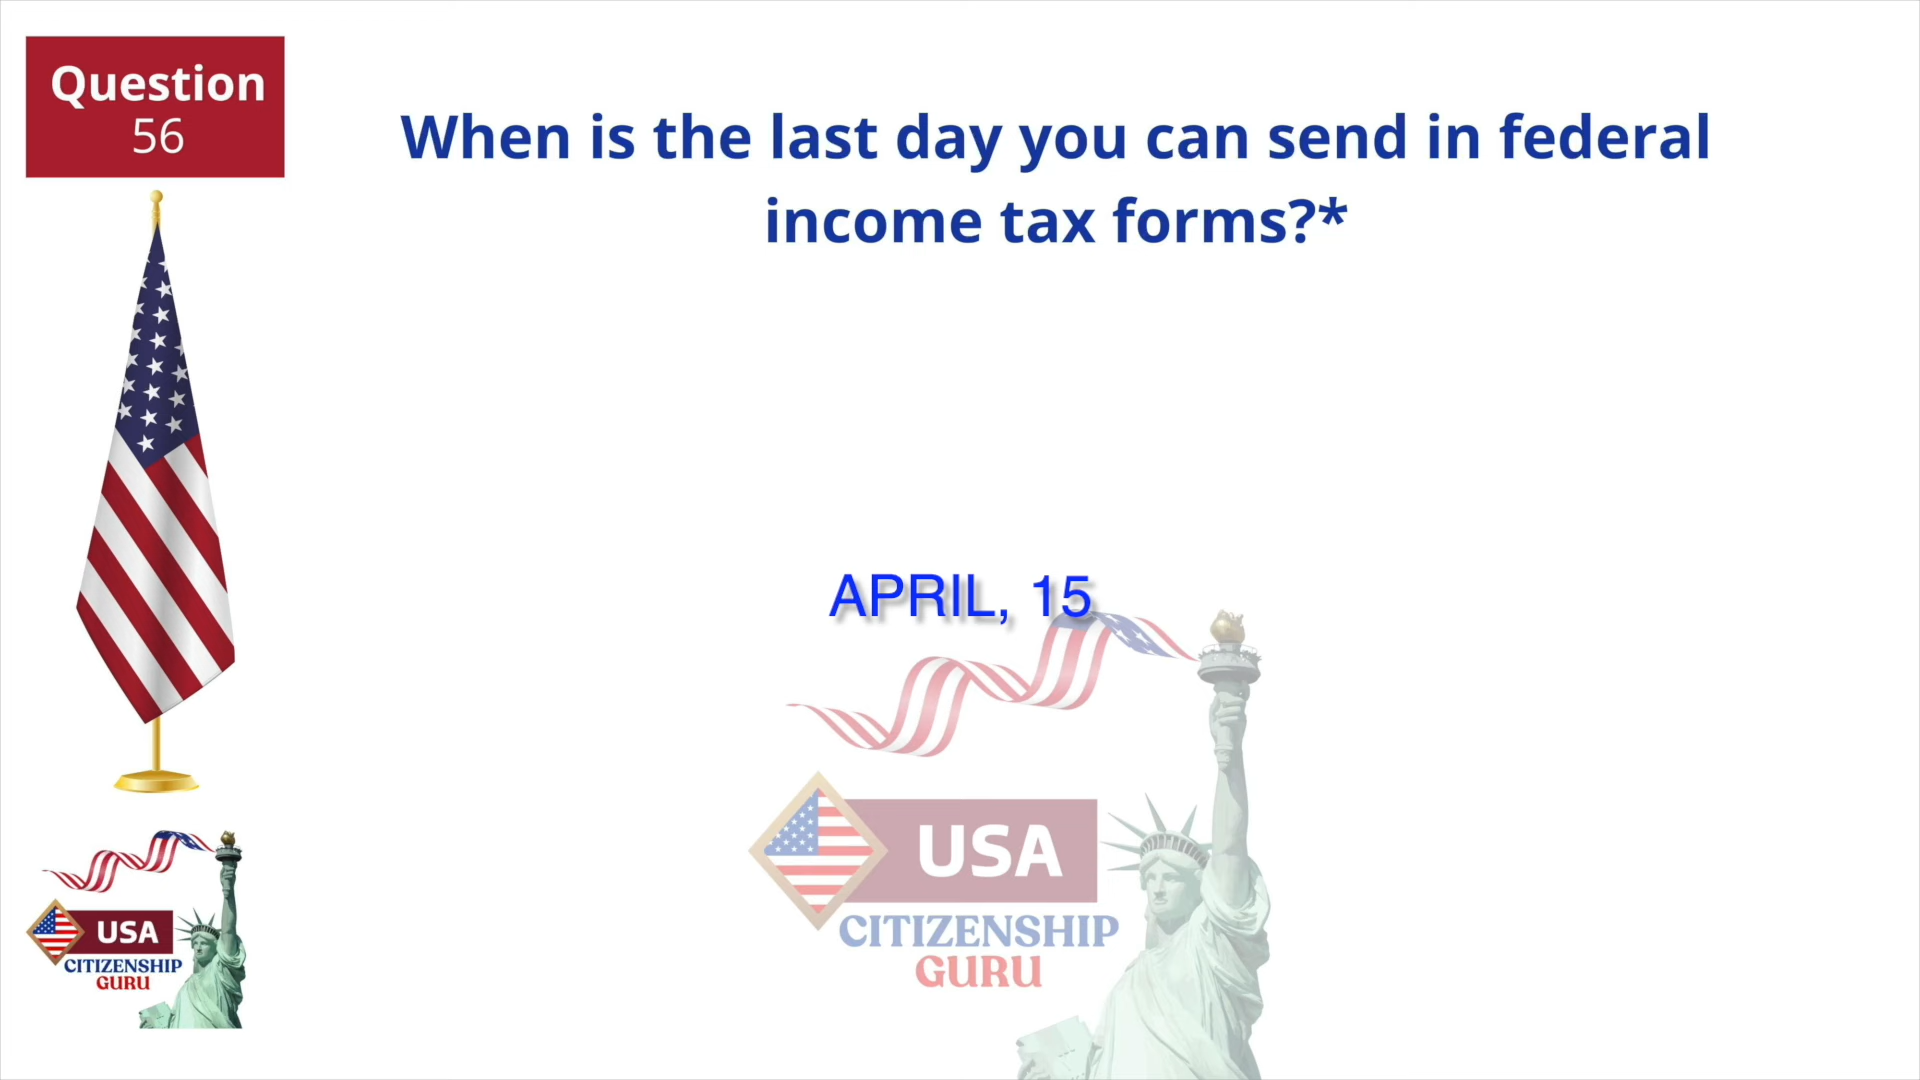 Question
56
When is the last day you can send in federal
income tax forms?*
APRIL, 15
USA
CITIZENSHIP
GURU
USA
CITIZENSHIP
GURU